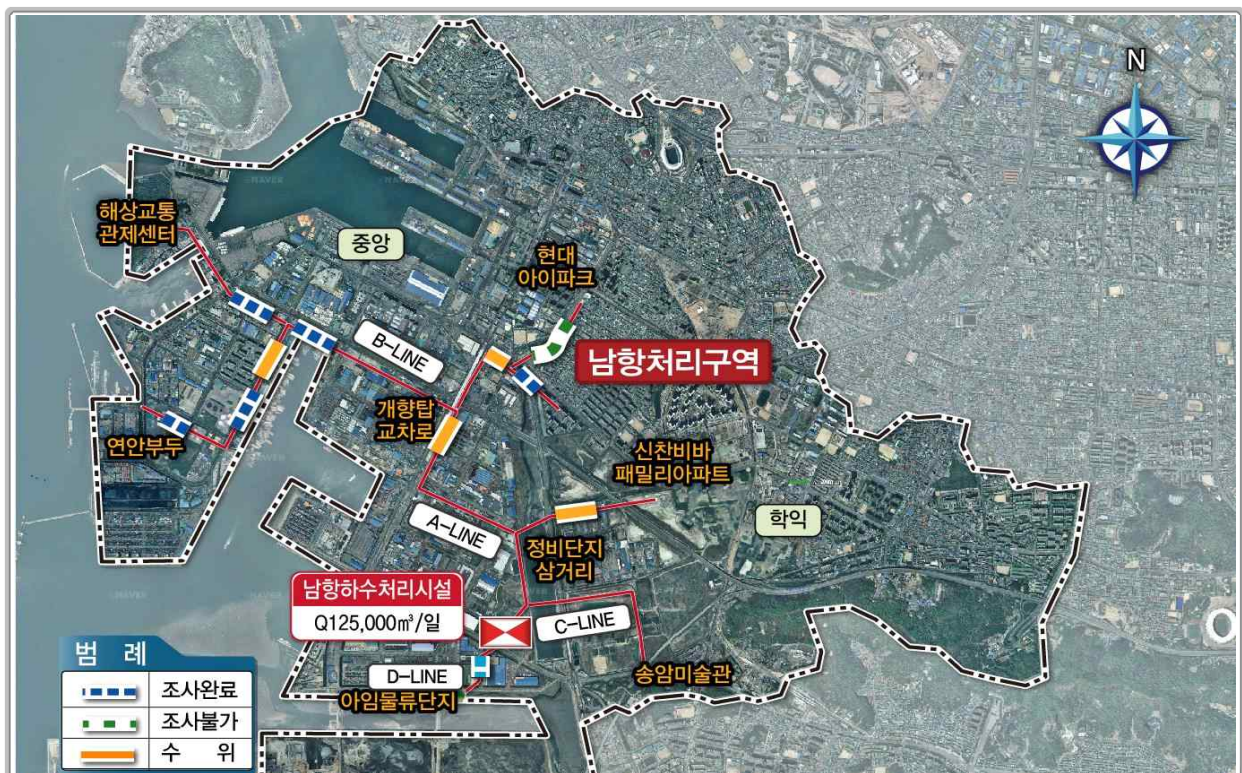 N
해상교통
관제센터
중앙
현대
아이파크
B-LINE
남항처리구역
개항탑
교차로
연안부두
신찬비바
패밀리아파트
학익
A-LINE
정비단지
삼거리
남항하수처리시설
Q125,000㎥/일
C-LINE
D-LINE
송암미술관
아임물류단지
범 례
조사완료
조사불가
수 위